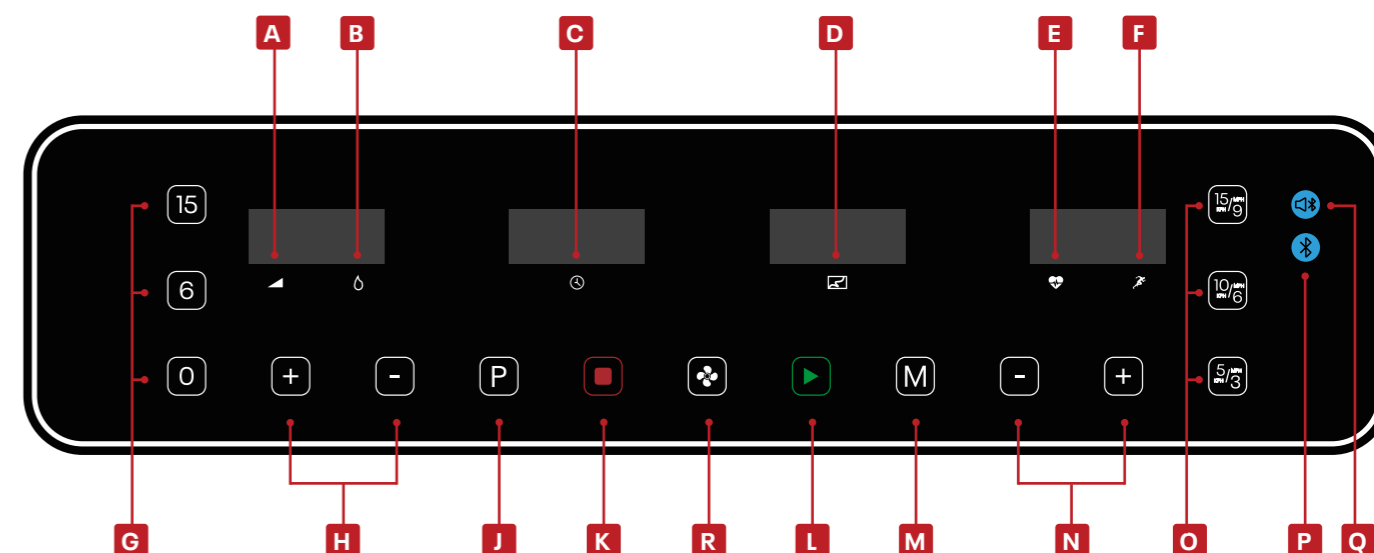 A B C D E F
15 15 KPH / MPH 9
6 10 KPH / MPH 6
0 + - P M - + 5 KPH / MPH 3
G H J K R L M N O P Q